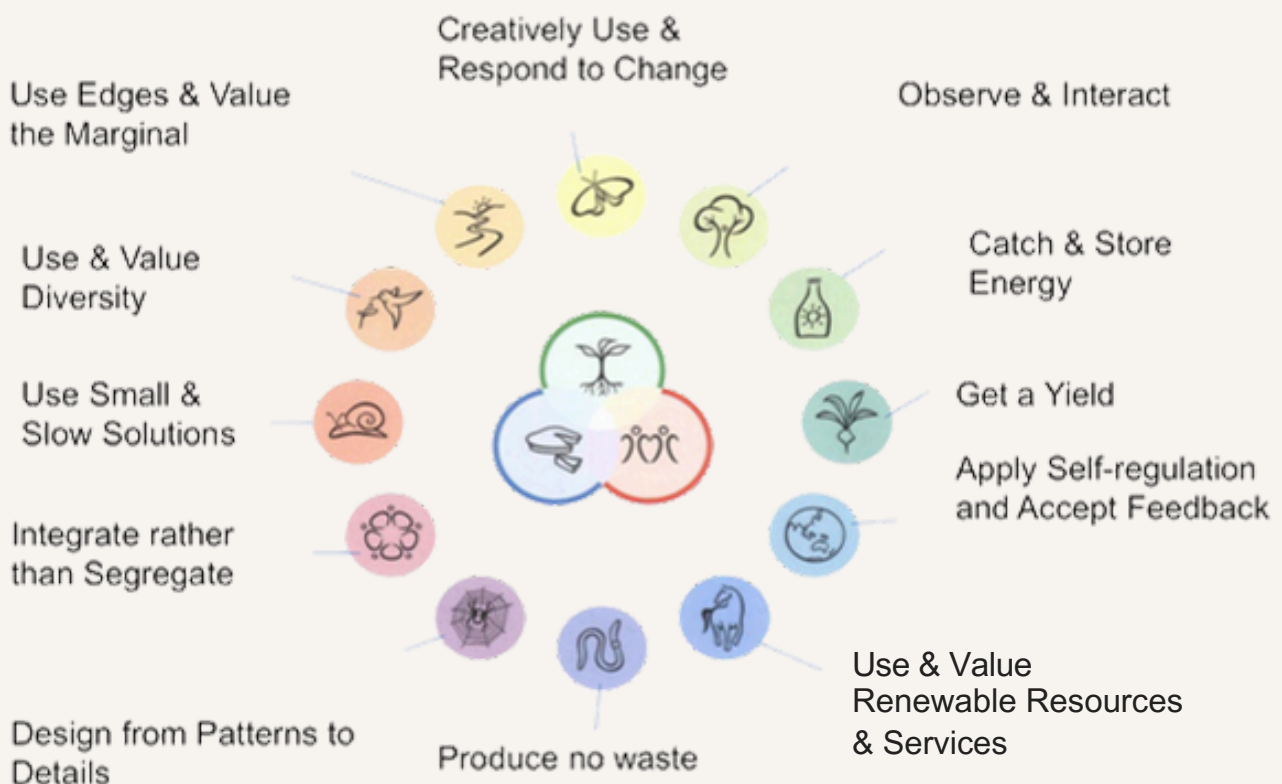 Creatively Use &
Respond to Change
Observe & Interact
Catch & Store
Energy
Get a Yield
Apply Self-regulation
and Accept Feedback
Use & Value
Renewable Resources
& Services
Produce no waste
Design from Patterns to
Details
Integrate rather
than Segregate
Use Small &
Slow Solutions
Use & Value
Diversity
Use Edges & Value
the Marginal